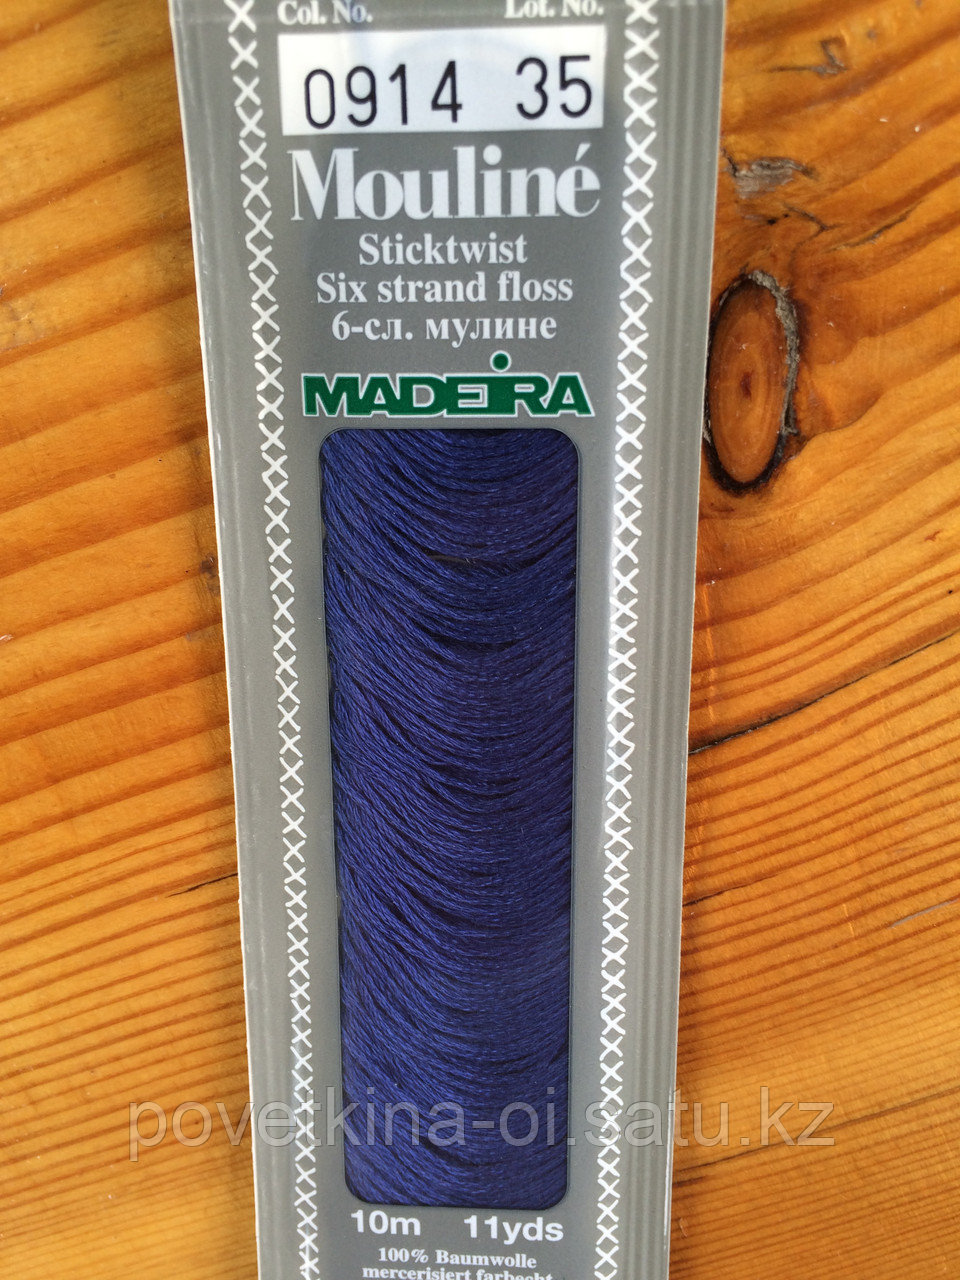 Col. No. Lot. No.
0914 35
Mouliné
Sticktwist
Six strand floss
6-сл. мулине
MADEIRA
povetkina-oi.satu.kz
10m 11yds
100% Baumwolle
mercerisiert farbecht